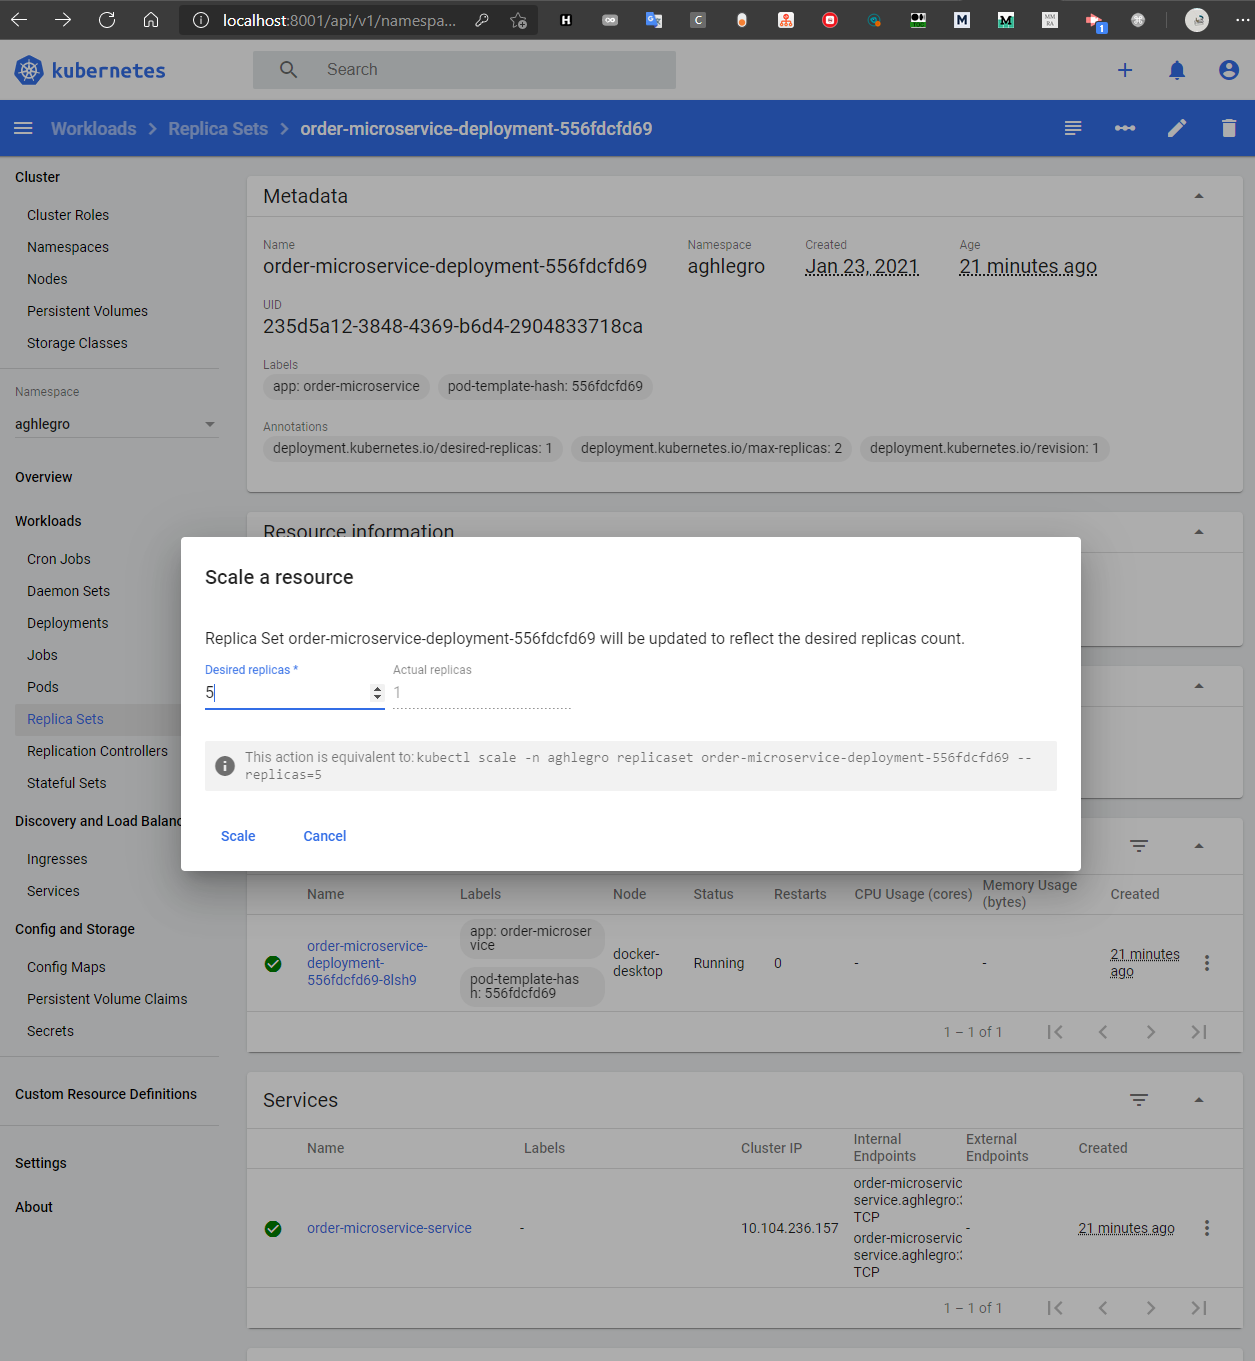 localhost:8001/api/v1/namespa...
1
kubernetes
Search
Workloads > Replica Sets > order-microservice-deployment-556fdcfd69
Cluster
Cluster Roles
Namespaces
Nodes
Persistent Volumes
Storage Classes
Namespace
aghlegro
Overview
Workloads
Cron Jobs
Daemon Sets
Deployments
Jobs
Pods
Replica Sets
Replication Controllers
Stateful Sets
Discovery and Load Balanc
Ingresses
Services
Config and Storage
Config Maps
Persistent Volume Claims
Secrets
Custom Resource Definitions
Settings
About
Metadata
Name Namespace Created Age
order-microservice-deployment-556fdcfd69 aghlegro Jan 23, 2021 21 minutes ago
UID
235d5a12-3848-4369-b6d4-2904833718ca
Labels
app: order-microservice pod-template-hash: 556fdcfd69
Annotations
deployment.kubernetes.io/desired-replicas: 1 deployment.kubernetes.io/max-replicas: 2 deployment.kubernetes.io/revision: 1
Resource information
Scale a resource
Replica Set order-microservice-deployment-556fdcfd69 will be updated to reflect the desired replicas count.
Desired replicas * Actual replicas
5 1
This action is equivalent to: kubectl scale -n aghlegro replicaset order-microservice-deployment-556fdcfd69 --
replicas=5
Scale Cancel
Name Labels Node Status Restarts CPU Usage (cores) Memory Usage
(bytes) Created
order-microservice-
deployment-
556fdcfd69-8lsh9
app: order-microser
vice
pod-template-has
h: 556fdcfd69
docker-
desktop
Running 0 - -
21 minutes
ago
1 – 1 of 1
Services
Name Labels Cluster IP Internal
Endpoints External
Endpoints Created
order-microservice-service - 10.104.236.157
order-microservic
service.aghlegro:
TCP
order-microservic
service.aghlegro:
TCP
-
21 minutes ago
1 – 1 of 1